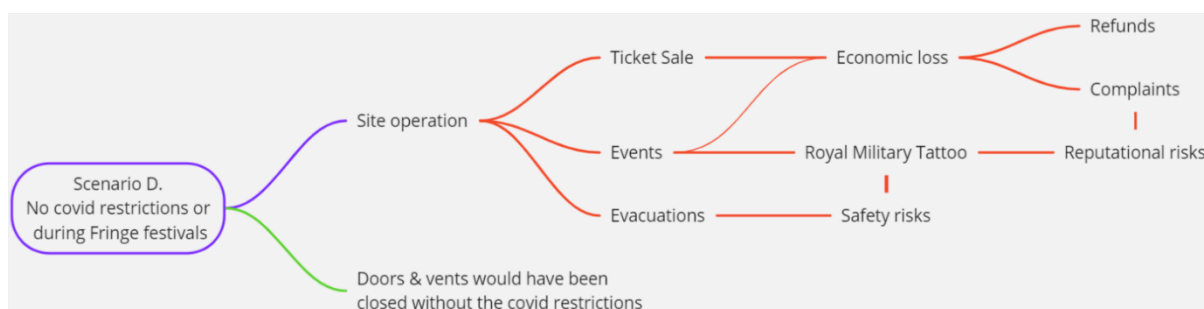 Scenario D.
No covid restrictions or
during Fringe festivals
Site operation
Doors & vents would have been
closed without the covid restrictions
Ticket Sale
Events
Evacuations
Economic loss
Royal Military Tattoo
Safety risks
Refunds
Complaints
Reputational risks